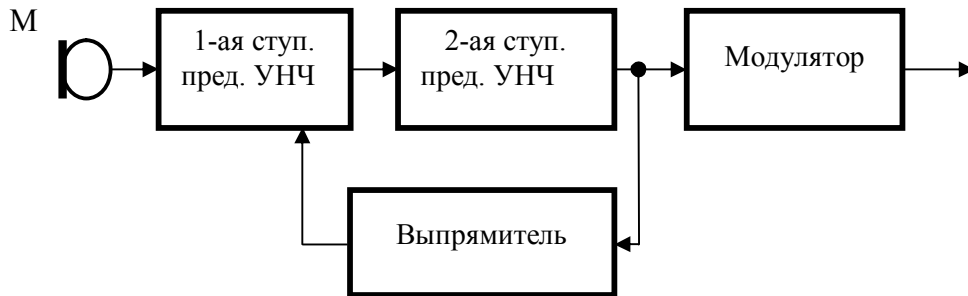 М
1-ая ступ.
пред. УНЧ
2-ая ступ.
пред. УНЧ
Модулятор
Выпрямитель